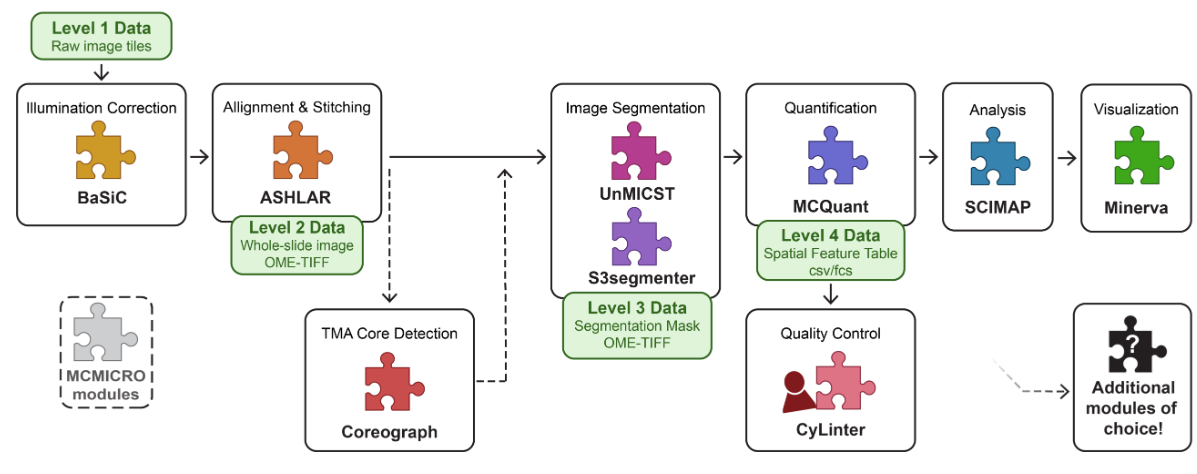 Level 1 Data
Raw image tiles
Illumination Correction
BaSiC
Allignment & Stitching
ASHLAR
Level 2 Data
Whole-slide image
OME-TIFF
TMA Core Detection
Coreograph
Image Segmentation
UnMICST
S3segmenter
Level 3 Data
Segmentation Mask
OME-TIFF
Quantification
MCQuant
Level 4 Data
Spatial Feature Table
csv/fcs
Quality Control
CyLinter
Analysis
SCIMAP
Visualization
Minerva
MCMICRO
modules
?
Additional
modules of
choice!